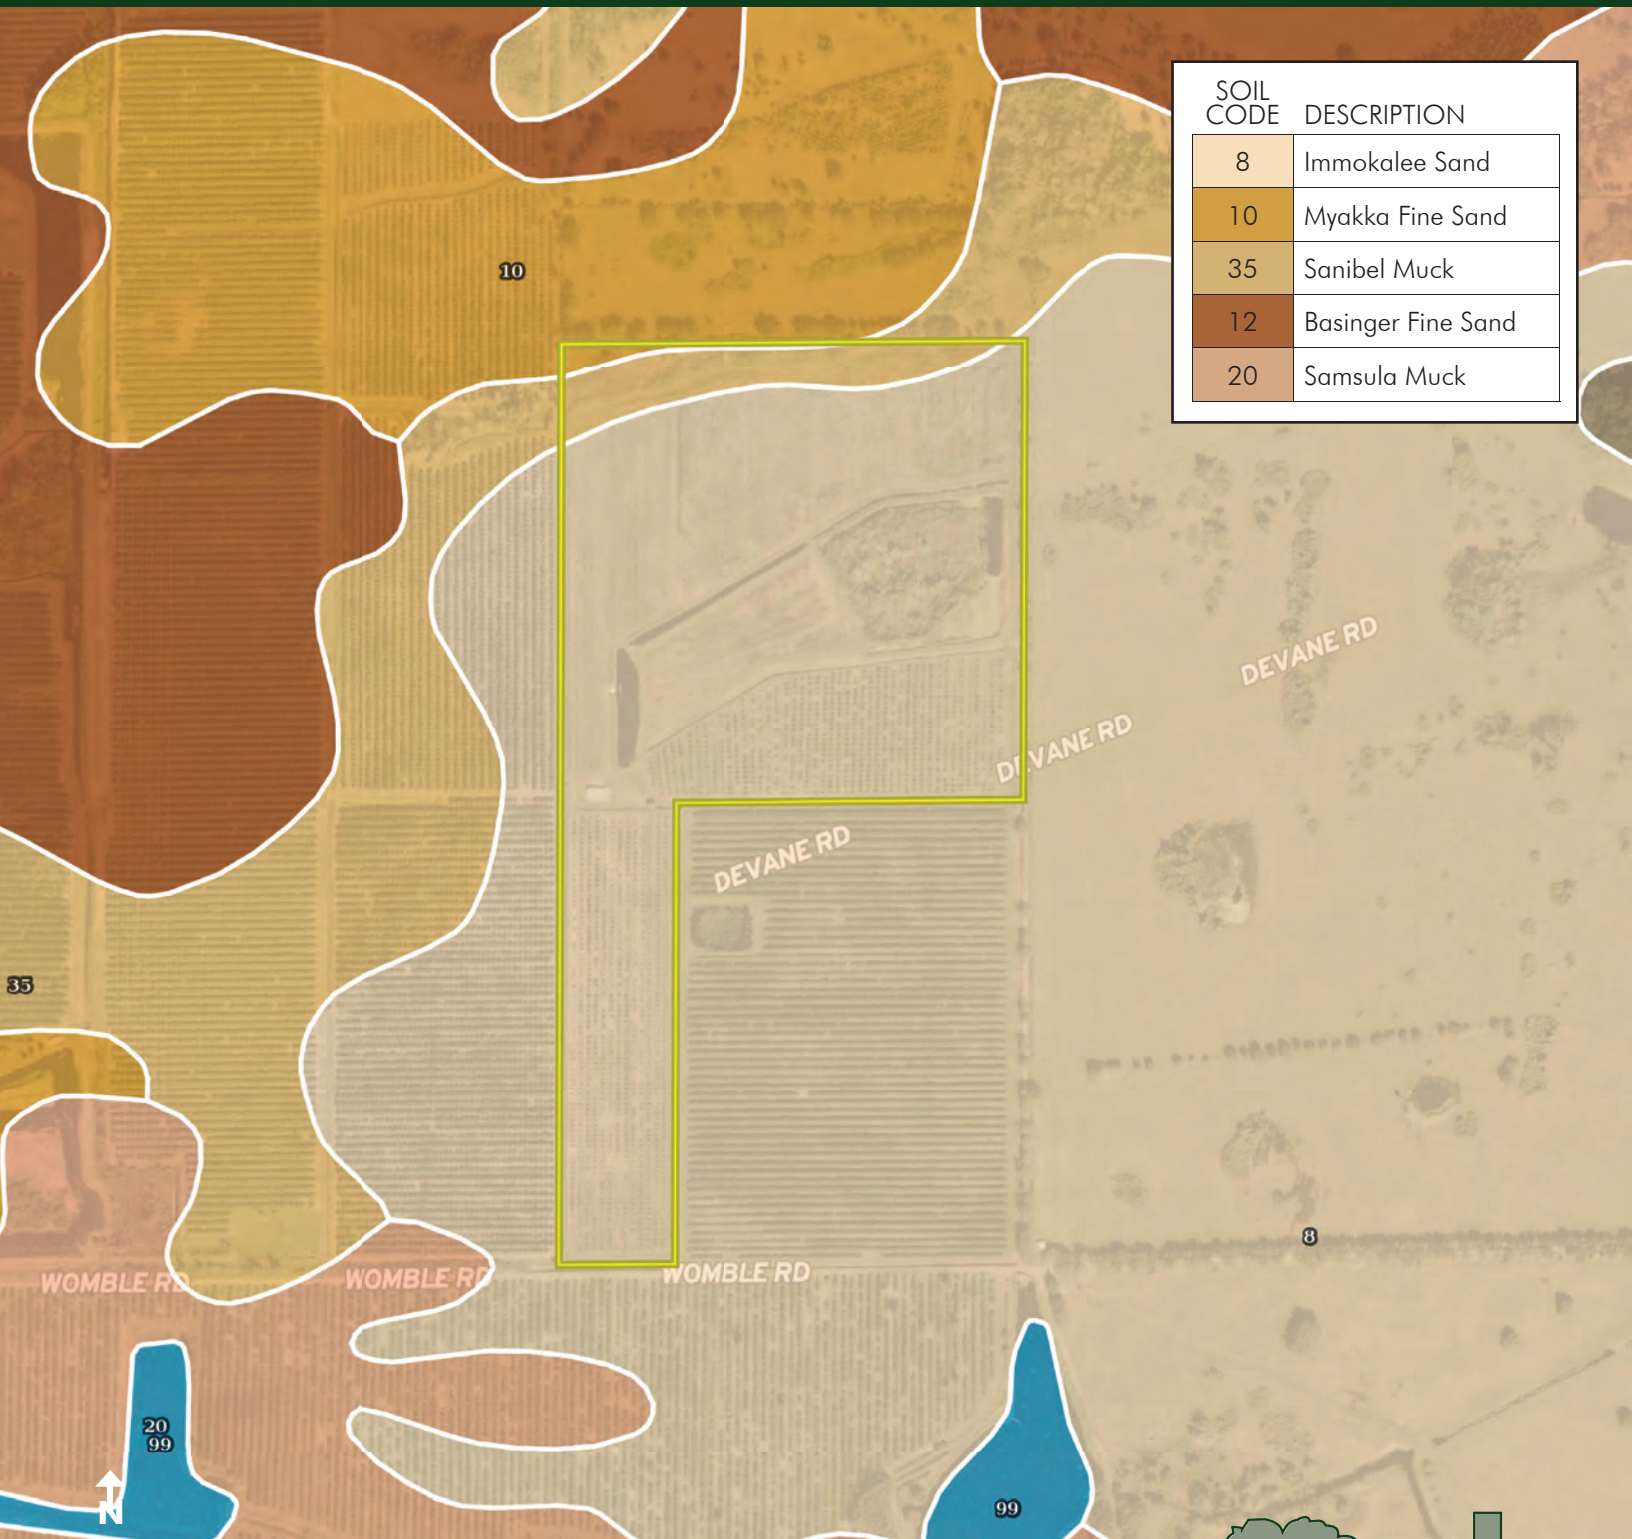 SOIL
CODE DESCRIPTION
8 Immokalee Sand
10 Myakka Fine Sand
35 Sanibel Muck
12 Basinger Fine Sand
20 Samsula Muck
10
DEVANE RD
DEVANE RD
DEVANE RD
35
8
WOMBLE RD
WOMBLE RD
WOMBLE RD
20
99
99
N